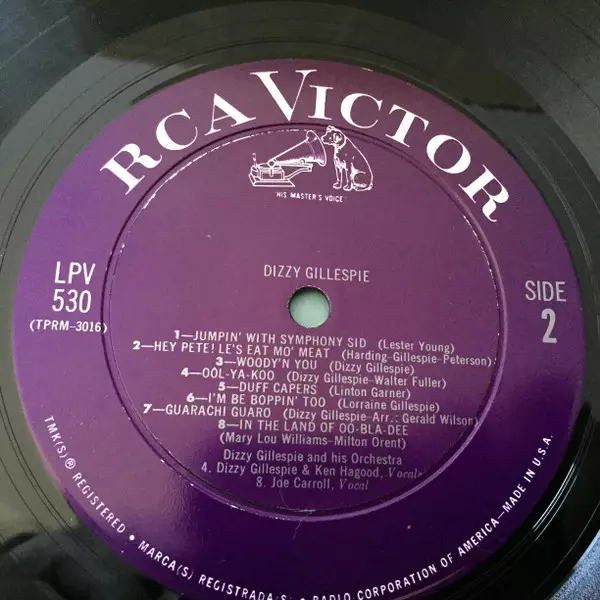 RCA VICTOR
"HIS MASTER'S VOICE"
DIZZY GILLESPIE
LPV
530
(TPRM-3016)
SIDE
2
1—JUMPIN' WITH SYMPHONY SID (Lester Young)
2—HEY PETE! LE'S EAT MO' MEAT (Harding-Gillespie-Peterson)
3—WOODY'N YOU (Dizzy Gillespie)
4—OOL-YA-KOO (Dizzy Gillespie-Walter Fuller)
5—DUFF CAPERS (Linton Garner)
6—I'M BE BOPPIN' TOO (Lorraine Gillespie)
7—GUARACHI GUARO (Dizzy Gillespie-Arr.: Gerald Wilson)
8—IN THE LAND OF OO-BLA-DEE
(Mary Lou Williams-Milton Orent)
Dizzy Gillespie and his Orchestra
4. Dizzy Gillespie & Ken Hagood, Vocals
8. Joe Carroll, Vocal
TMK(S) ® REGISTERED • MARCA(S) REGISTRADA(S) RADIO CORPORATION OF AMERICA—MADE IN U.S.A.